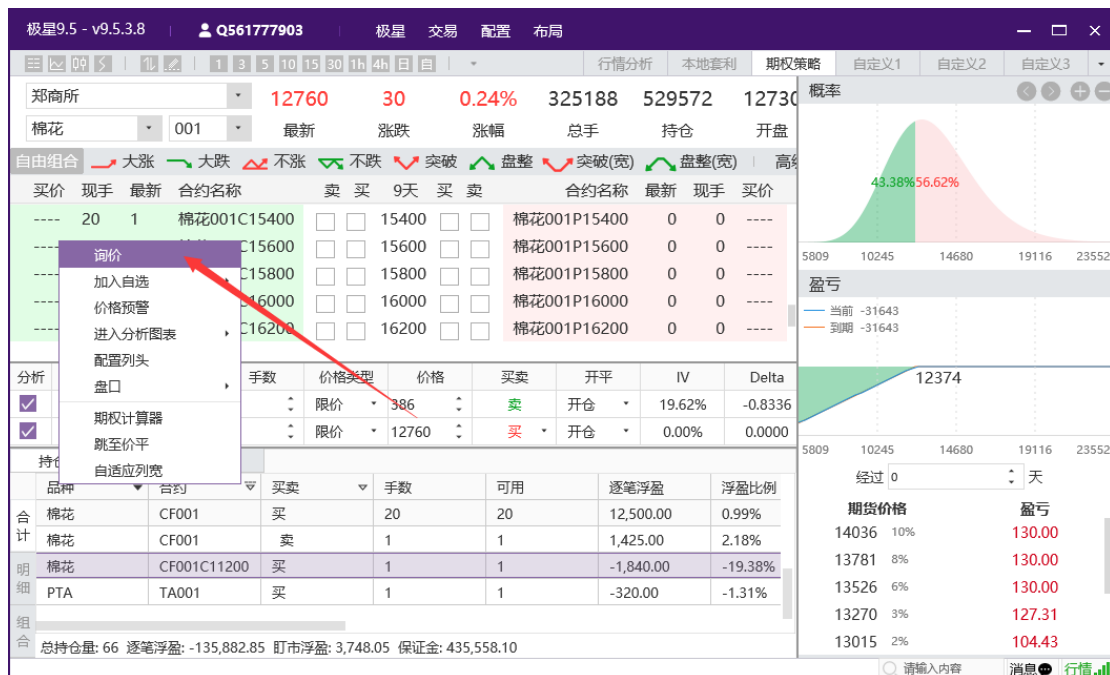 极星9.5 - v9.5.3.8 Q561777903 极星 交易 配置 布局
1 3 5 10 15 30 1h 4h 日 自 行情分析 本地套利 期权策略 自定义1 自定义2 自定义3
郑商所 12760 30 0.24% 325188 529572 12730
棉花 001 最新 涨跌 涨幅 总手 持仓 开盘
自由组合 大涨 大跌 不涨 不跌 突破 盘整 突破(宽) 盘整(宽) 高
买价 现手 最新 合约名称 卖 买 9天 买 卖 合约名称 最新 现手 买价
---- 20 1 棉花001C15400 15400 棉花001P15400 0 0 ----
---- C15600 15600 棉花001P15600 0 0 ----
---- C15800 15800 棉花001P15800 0 0 ----
---- C16000 16000 棉花001P16000 0 0 ----
---- C16200 16200 棉花001P16200 0 0 ----
询价
加入自选
价格预警
进入分析图表
配置列头
盘口
期权计算器
跳至价平
自适应列宽
分析 手数 价格类型 价格 买卖 开平 IV Delta
限价 386 卖 开仓 19.62% -0.8336
限价 12760 买 开仓 0.00% 0.0000
持仓
品种 合约 买卖 手数 可用 逐笔浮盈 浮盈比例
棉花 CF001 买 20 20 12,500.00 0.99%
棉花 CF001 卖 1 1 1,425.00 2.18%
棉花 CF001C11200 买 1 1 -1,840.00 -19.38%
PTA TA001 买 1 1 -320.00 -1.31%
合计
明细
组合
总持仓量: 66 逐笔浮盈: -135,882.85 盯市浮盈: 3,748.05 保证金: 435,558.10
概率
43.38% 56.62%
5809 10245 14680 19116 23552
盈亏
当前 -31643
到期 -31643
12374
5809 10245 14680 19116 23552
经过 0 天
期货价格 盈亏
14036 10% 130.00
13781 8% 130.00
13526 6% 130.00
13270 3% 127.31
13015 2% 104.43
请输入内容 消息 行情